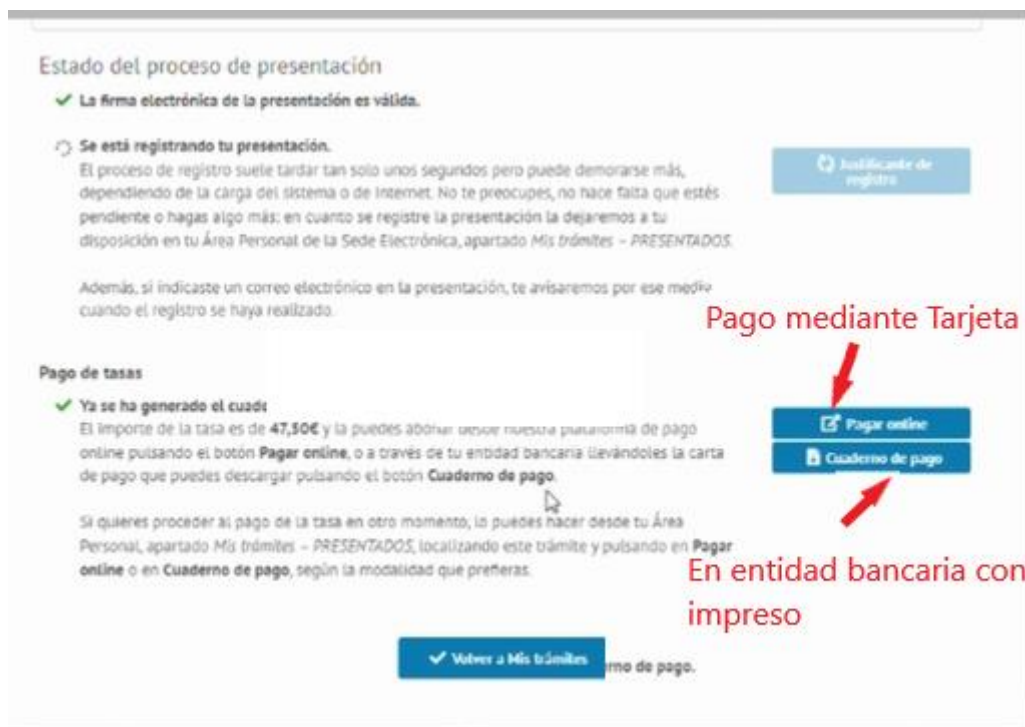 Estado del proceso de presentación
La firma electrónica de la presentación es válida.
Se está registrando tu presentación.
El proceso de registro suele tardar tan solo unos segundos pero puede demorarse más,
dependiendo de la carga del sistema o de Internet. No te preocupes, no hace falta que estés
pendiente o hagas algo más: en cuanto se registre la presentación la dejaremos a tu
disposición en tu Área Personal de la Sede Electrónica, apartado Mis trámites – PRESENTADOS.
Justificante de
registro
Además, si indicaste un correo electrónico en la presentación, te avisaremos por ese medio
cuando el registro se haya realizado.
Pago mediante Tarjeta
Pago de tasas
Ya se ha generado el
El importe de la tasa es de 47,50€ y la puedes abonar desde nuestra plataforma de pago
online pulsando el botón Pagar online, o a través de tu entidad bancaria llevándoles la carta
de pago que puedes descargar pulsando el botón Cuaderno de pago.
Pagar online
Cuaderno de pago
Si quieres proceder al pago de la tasa en otro momento, lo puedes hacer desde tu Área
Personal, apartado Mis trámites – PRESENTADOS, localizando este trámite y pulsando en Pagar
online o en Cuaderno de pago, según la modalidad que prefieras.
En entidad bancaria con
impreso
Volver a Mis trámites
de pago.